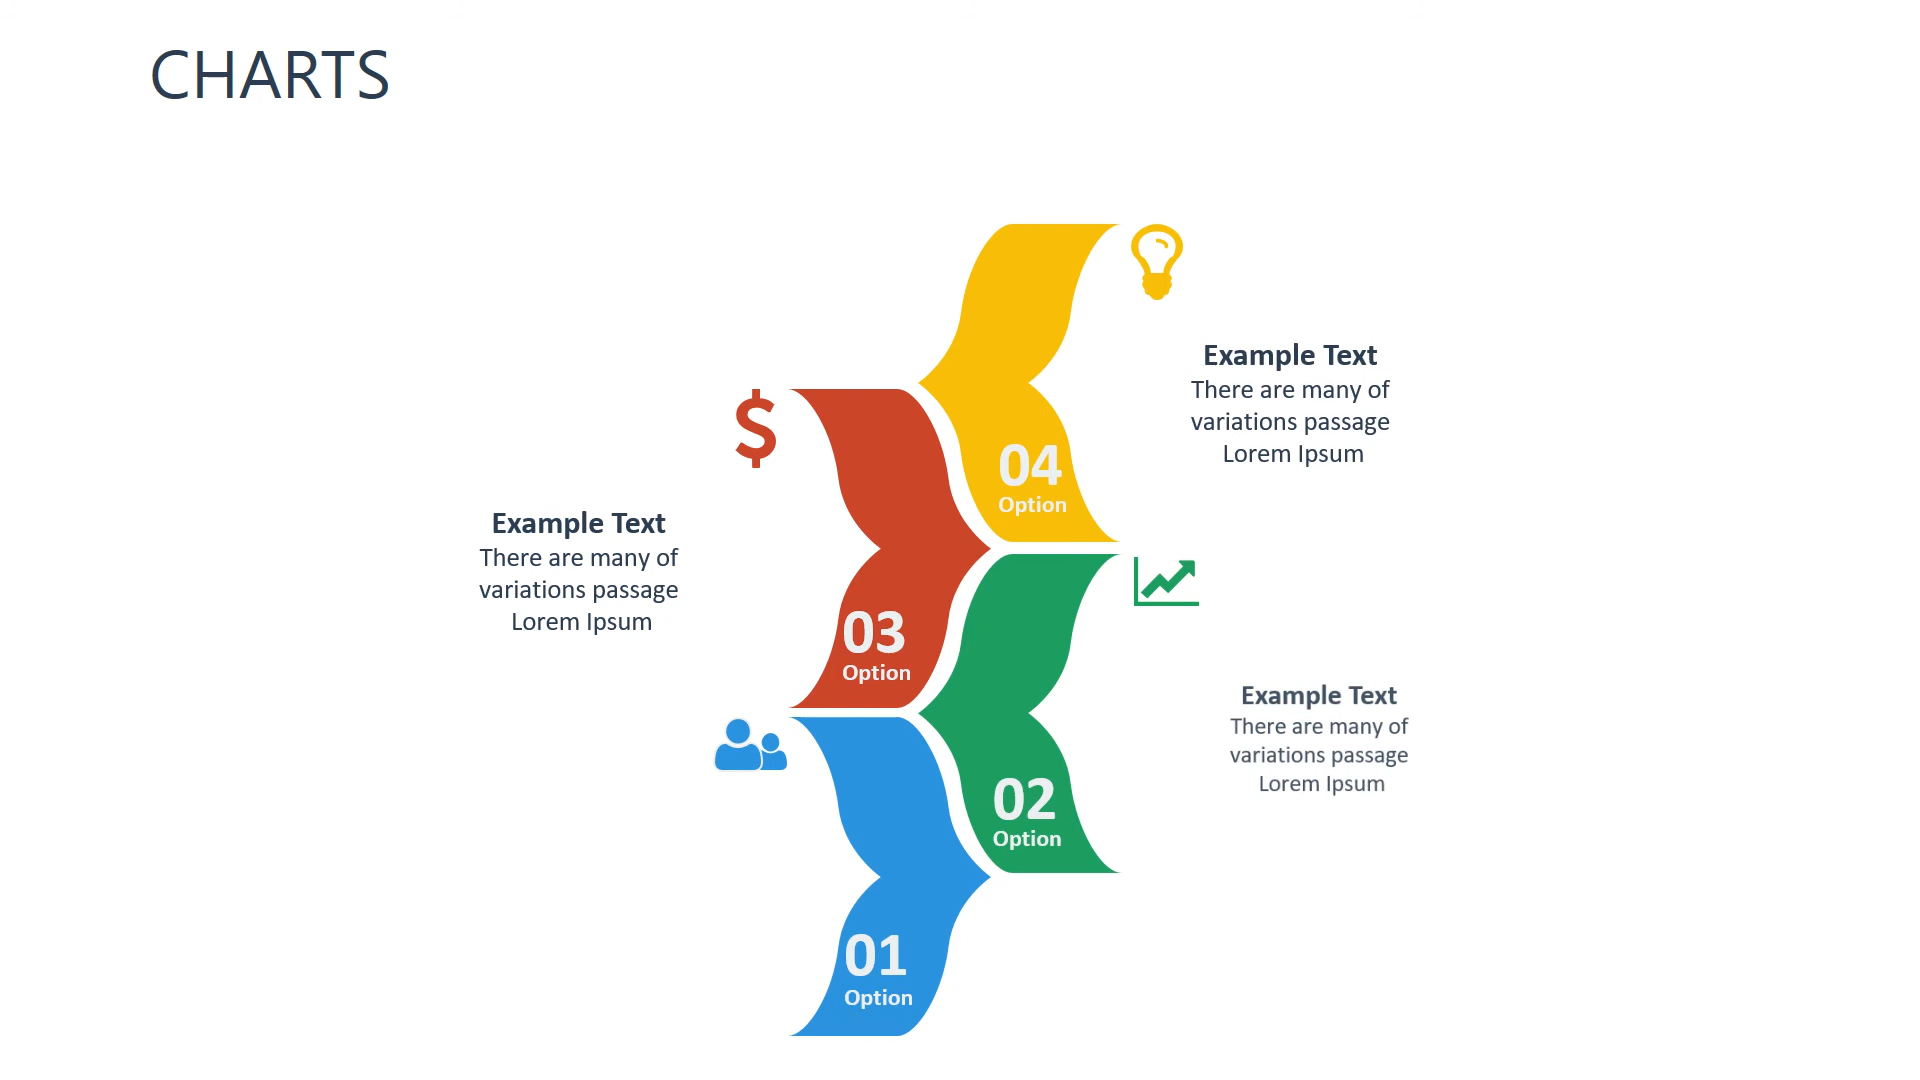 CHARTS
04
Option
Example Text
There are many of
variations passage
Lorem Ipsum
03
Option
Example Text
There are many of
variations passage
Lorem Ipsum
02
Option
Example Text
There are many of
variations passage
Lorem Ipsum
01
Option